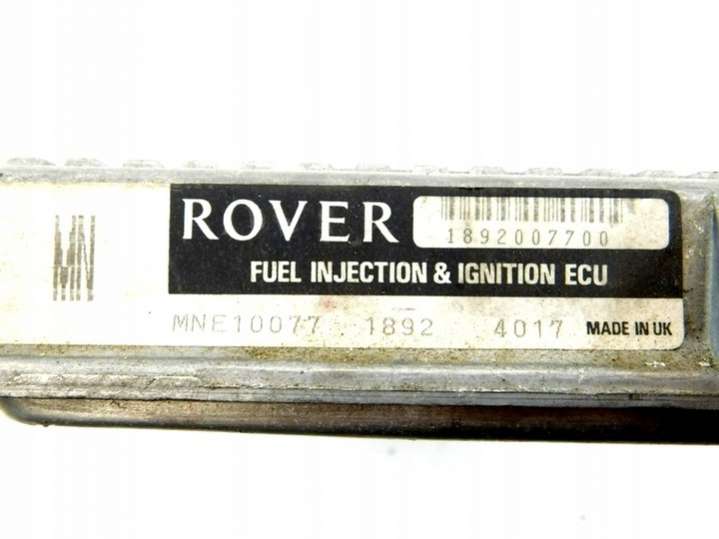 MN
ROVER
1892007700
FUEL INJECTION & IGNITION ECU
MNE10077 1892 4017 MADE IN UK